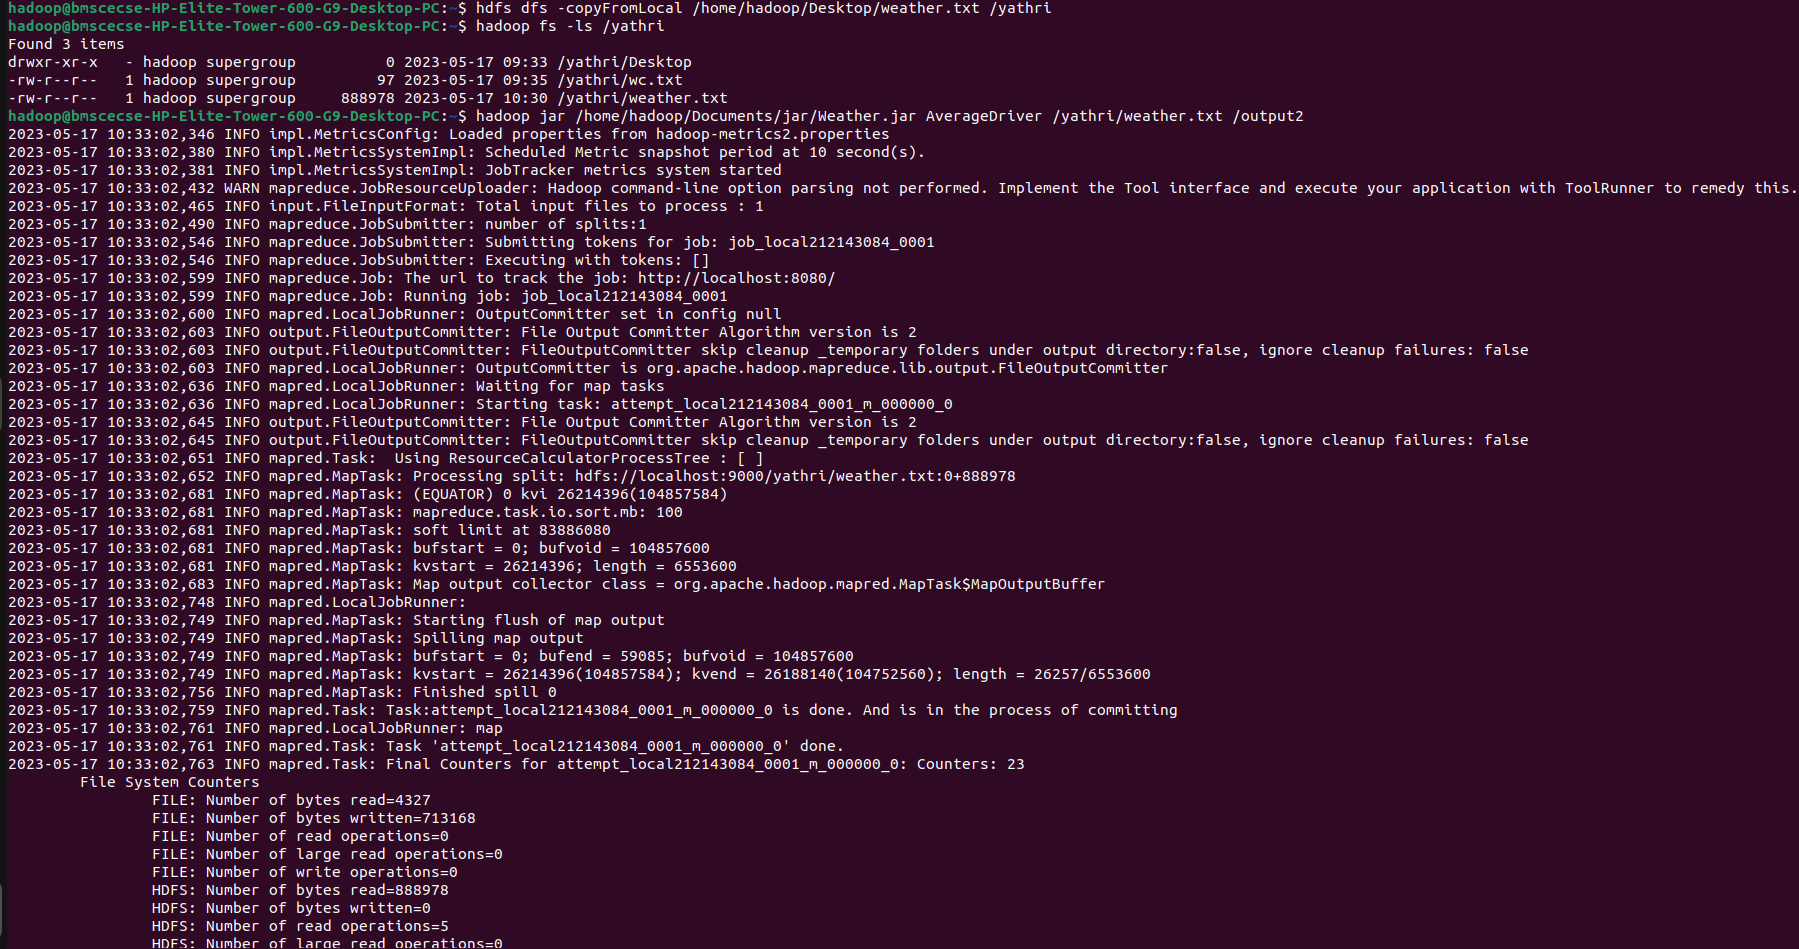 hadoop@bmscecse-HP-Elite-Tower-600-G9-Desktop-PC:~$ hdfs dfs -copyFromLocal /home/hadoop/Desktop/weather.txt /yathri
hadoop@bmscecse-HP-Elite-Tower-600-G9-Desktop-PC:~$ hadoop fs -ls /yathri
Found 3 items
drwxr-xr-x   - hadoop supergroup          0 2023-05-17 09:33 /yathri/Desktop
-rw-r--r--   1 hadoop supergroup         97 2023-05-17 09:35 /yathri/wc.txt
-rw-r--r--   1 hadoop supergroup     888978 2023-05-17 10:30 /yathri/weather.txt
hadoop@bmscecse-HP-Elite-Tower-600-G9-Desktop-PC:~$ hadoop jar /home/hadoop/Documents/jar/Weather.jar AverageDriver /yathri/weather.txt /output2
2023-05-17 10:33:02,346 INFO impl.MetricsConfig: Loaded properties from hadoop-metrics2.properties
2023-05-17 10:33:02,380 INFO impl.MetricsSystemImpl: Scheduled Metric snapshot period at 10 second(s).
2023-05-17 10:33:02,381 INFO impl.MetricsSystemImpl: JobTracker metrics system started
2023-05-17 10:33:02,432 WARN mapreduce.JobResourceUploader: Hadoop command-line option parsing not performed. Implement the Tool interface and execute your application with ToolRunner to remedy this.
2023-05-17 10:33:02,465 INFO input.FileInputFormat: Total input files to process : 1
2023-05-17 10:33:02,490 INFO mapreduce.JobSubmitter: number of splits:1
2023-05-17 10:33:02,546 INFO mapreduce.JobSubmitter: Submitting tokens for job: job_local212143084_0001
2023-05-17 10:33:02,546 INFO mapreduce.JobSubmitter: Executing with tokens: []
2023-05-17 10:33:02,599 INFO mapreduce.Job: The url to track the job: http://localhost:8080/
2023-05-17 10:33:02,599 INFO mapreduce.Job: Running job: job_local212143084_0001
2023-05-17 10:33:02,600 INFO mapred.LocalJobRunner: OutputCommitter set in config null
2023-05-17 10:33:02,603 INFO output.FileOutputCommitter: File Output Committer Algorithm version is 2
2023-05-17 10:33:02,603 INFO output.FileOutputCommitter: FileOutputCommitter skip cleanup _temporary folders under output directory:false, ignore cleanup failures: false
2023-05-17 10:33:02,603 INFO mapred.LocalJobRunner: OutputCommitter is org.apache.hadoop.mapreduce.lib.output.FileOutputCommitter
2023-05-17 10:33:02,636 INFO mapred.LocalJobRunner: Waiting for map tasks
2023-05-17 10:33:02,636 INFO mapred.LocalJobRunner: Starting task: attempt_local212143084_0001_m_000000_0
2023-05-17 10:33:02,645 INFO output.FileOutputCommitter: File Output Committer Algorithm version is 2
2023-05-17 10:33:02,645 INFO output.FileOutputCommitter: FileOutputCommitter skip cleanup _temporary folders under output directory:false, ignore cleanup failures: false
2023-05-17 10:33:02,651 INFO mapred.Task:  Using ResourceCalculatorProcessTree : [ ]
2023-05-17 10:33:02,652 INFO mapred.MapTask: Processing split: hdfs://localhost:9000/yathri/weather.txt:0+888978
2023-05-17 10:33:02,681 INFO mapred.MapTask: (EQUATOR) 0 kvi 26214396(104857584)
2023-05-17 10:33:02,681 INFO mapred.MapTask: mapreduce.task.io.sort.mb: 100
2023-05-17 10:33:02,681 INFO mapred.MapTask: soft limit at 83886080
2023-05-17 10:33:02,681 INFO mapred.MapTask: bufstart = 0; bufvoid = 104857600
2023-05-17 10:33:02,681 INFO mapred.MapTask: kvstart = 26214396; length = 6553600
2023-05-17 10:33:02,683 INFO mapred.MapTask: Map output collector class = org.apache.hadoop.mapred.MapTask$MapOutputBuffer
2023-05-17 10:33:02,748 INFO mapred.LocalJobRunner:
2023-05-17 10:33:02,749 INFO mapred.MapTask: Starting flush of map output
2023-05-17 10:33:02,749 INFO mapred.MapTask: Spilling map output
2023-05-17 10:33:02,749 INFO mapred.MapTask: bufstart = 0; bufend = 59085; bufvoid = 104857600
2023-05-17 10:33:02,749 INFO mapred.MapTask: kvstart = 26214396(104857584); kvend = 26188140(104752560); length = 26257/6553600
2023-05-17 10:33:02,756 INFO mapred.MapTask: Finished spill 0
2023-05-17 10:33:02,759 INFO mapred.Task: Task:attempt_local212143084_0001_m_000000_0 is done. And is in the process of committing
2023-05-17 10:33:02,761 INFO mapred.LocalJobRunner: map
2023-05-17 10:33:02,761 INFO mapred.Task: Task 'attempt_local212143084_0001_m_000000_0' done.
2023-05-17 10:33:02,763 INFO mapred.Task: Final Counters for attempt_local212143084_0001_m_000000_0: Counters: 23
File System Counters
FILE: Number of bytes read=4327
FILE: Number of bytes written=713168
FILE: Number of read operations=0
FILE: Number of large read operations=0
FILE: Number of write operations=0
HDFS: Number of bytes read=888978
HDFS: Number of bytes written=0
HDFS: Number of read operations=5
HDFS: Number of large read operations=0